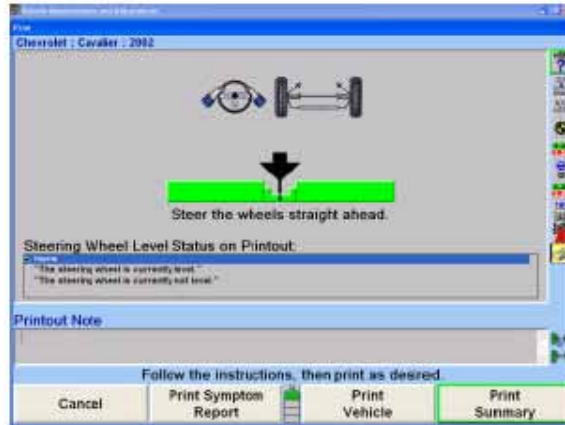 Print
Chevrolet : Cavalier : 2002
Steer the wheels straight ahead.
Steering Wheel Level Status on Printout:
None
"The steering wheel is currently level."
"The steering wheel is currently not level."
Printout Note
Follow the instructions, then print as desired.
Cancel
Print Symptom
Report
Print
Vehicle
Print
Summary